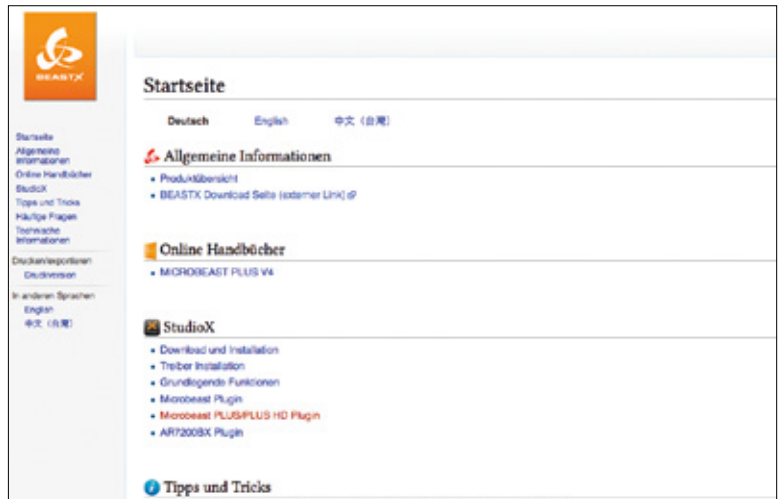 BEASTX
Startseite
Allgemeine
Informationen
Online Handbücher
StudioX
Tipps und Tricks
Häufige Fragen
Technische
Informationen
Drucken/exportieren
Druckversion
In anderen Sprachen
English
中文（台灣）
Startseite
Deutsch English 中文（台灣）
Allgemeine Informationen
Produktübersicht
BEASTX Download Seite (externer Link)
Online Handbücher
MICROBEAST PLUS V4
StudioX
Download und Installation
Treiber Installation
Grundlegende Funktionen
Microbeast Plugin
Microbeast PLUS/PLUS HD Plugin
AR7200BX Plugin
Tipps und Tricks